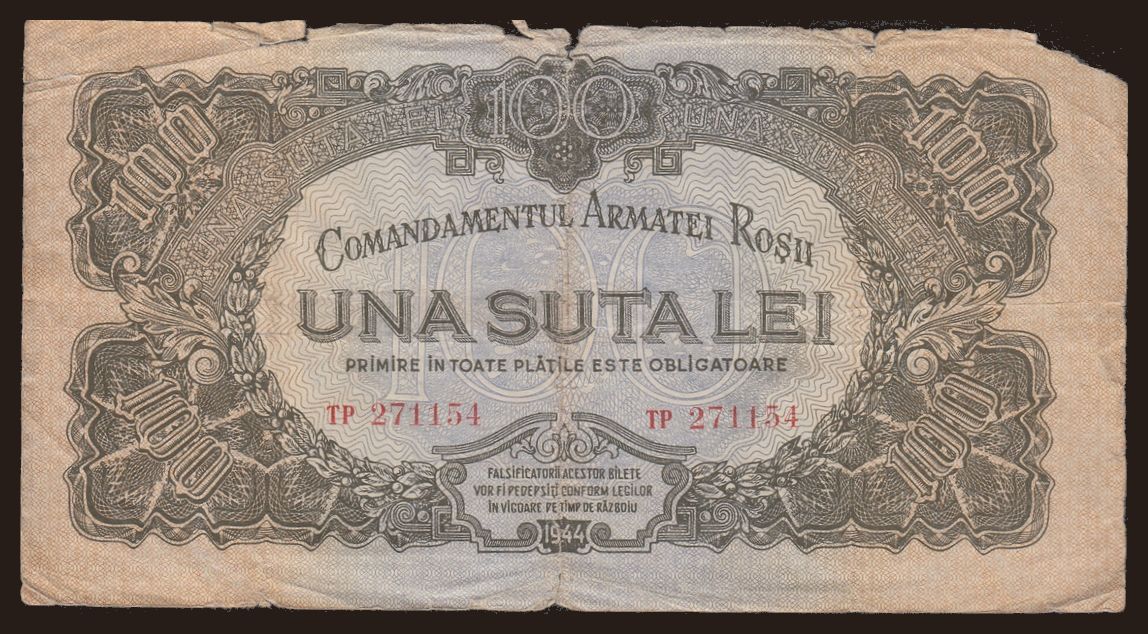 100
100 UNA SUTA LEI UNA SUTA LEI 100
COMANDAMENTUL ARMATEI ROȘII
UNA SUTA LEI
100
PRIMIRE ÎN TOATE PLĂȚILE ESTE OBLIGATOARE
TP 271154 TP 271154
1000 1000
FALSIFICATORII ACESTOR BILETE
VOR FI PEDEPSIȚI CONFORM LEGILOR
ÎN VIGOARE PE TIMP DE RĂZBOIU
1944